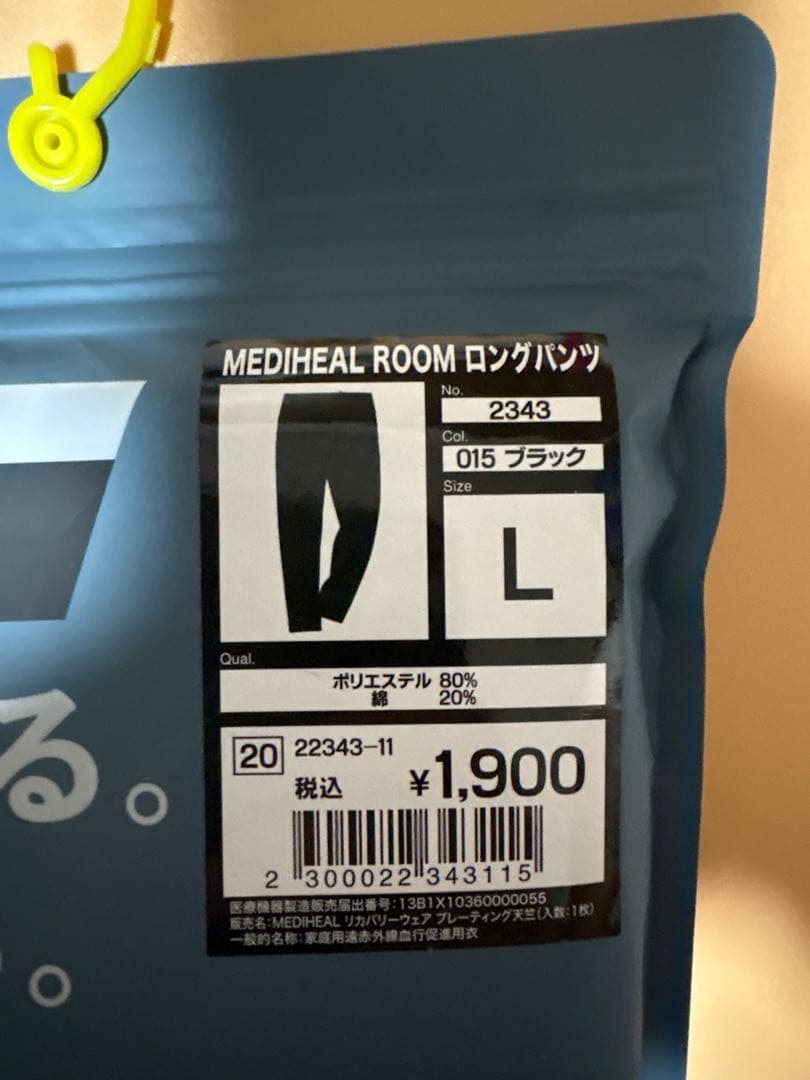 MEDIHEAL ROOM ロングパンツ
No.
2343
Col.
015 ブラック
Size
L
Qual.
ポリエステル 80%
綿 20%
20 22343-11
税込 ¥1,900
2 300022 343115
医療機器製造販売届出番号:13B1X10360000055
販売名:MEDIHEAL リカバリーウェア プレーティング天竺(入数:1枚)
一般的名称:家庭用遠赤外線血行促進用衣
る。
。